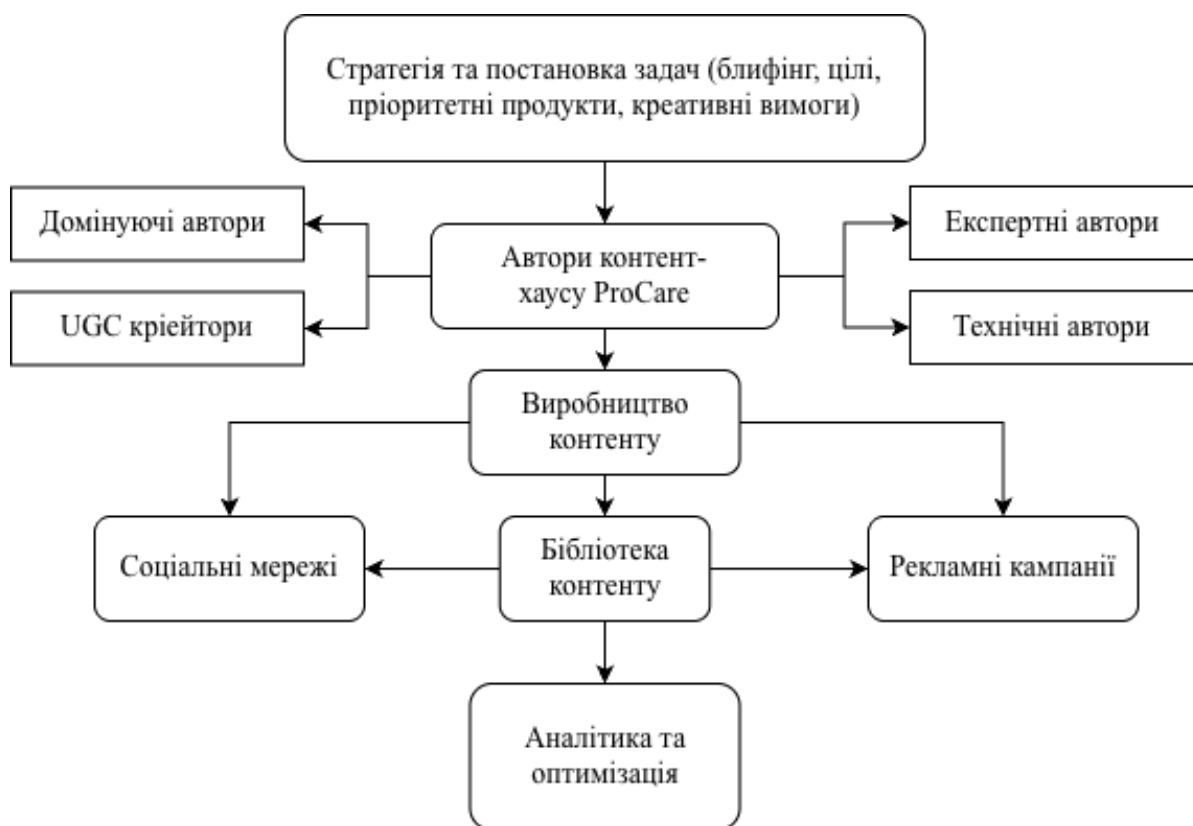 Стратегія та постановка задач (блифінг, цілі,
пріоритетні продукти, креативні вимоги)
Домінуючі автори
Експертні автори
Автори контент-
хаусу ProCare
UGC кріейтори
Технічні автори
Виробництво
контенту
Соціальні мережі
Бібліотека
контенту
Рекламні кампанії
Аналітика та
оптимізація